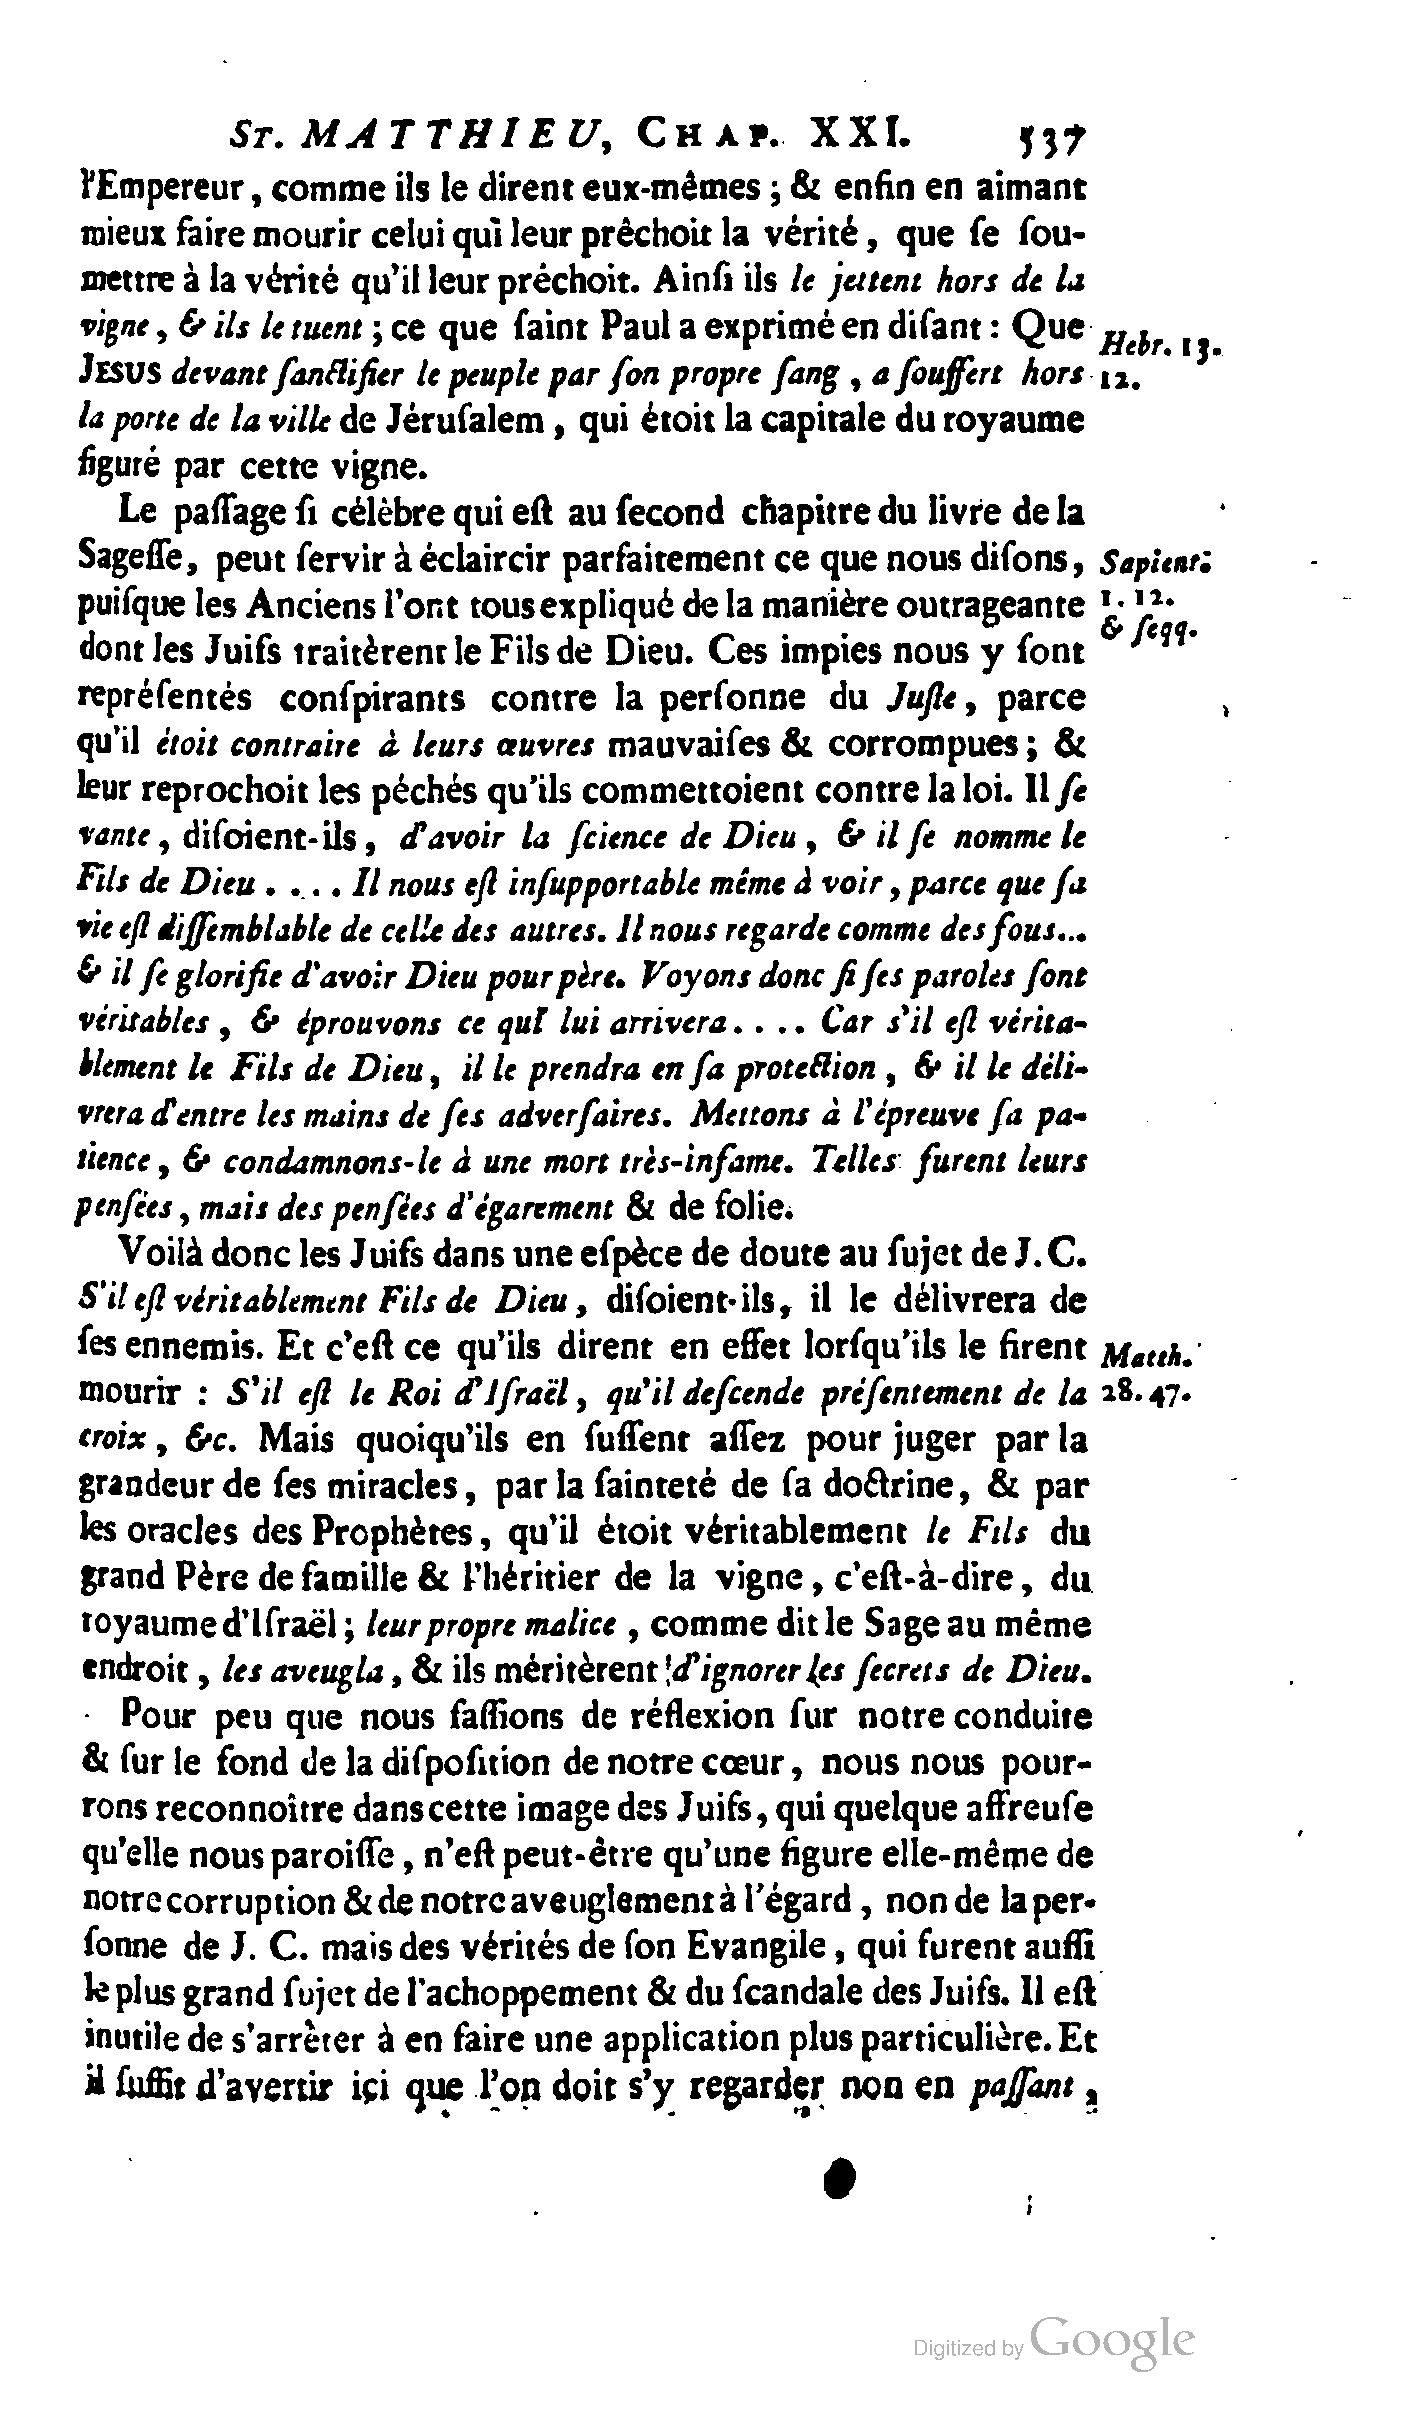 St. MATTHIEU, CHAP. XXI. 537
l'Empereur, comme ils le dirent eux-mêmes ; & enfin en aimant
mieux faire mourir celui qui leur prêchoit la vérité, que ſe ſou-
mettre à la vérité qu'il leur prêchoit. Ainſi ils le jettent hors de la
vigne, & ils le tuent ; ce que ſaint Paul a exprimé en diſant : Que
Hebr. 13.
JESUS devant ſanctifier le peuple par ſon propre ſang, a ſouffert hors
12.
la porte de la ville de Jéruſalem, qui étoit la capitale du royaume
figuré par cette vigne.
Le paſſage ſi célèbre qui eſt au ſecond chapitre du livre de la
Sageſſe, peut ſervir à éclaircir parfaitement ce que nous diſons,
Sapient.
puiſque les Anciens l'ont tous expliqué de la manière outrageante
1. 12.
dont les Juifs traitèrent le Fils de Dieu. Ces impies nous y ſont
& ſeqq.
repréſentés conſpirants contre la perſonne du Juſte, parce
qu'il étoit contraire à leurs œuvres mauvaiſes & corrompues ; &
leur reprochoit les péchés qu'ils commettoient contre la loi. Il ſe
vante, diſoient-ils, d'avoir la ſcience de Dieu, & il ſe nomme le
Fils de Dieu . . . . Il nous eſt inſupportable même à voir, parce que ſa
vie eſt diſſemblable de celle des autres. Il nous regarde comme des fous...
& il ſe glorifie d'avoir Dieu pour père. Voyons donc ſi ſes paroles ſont
véritables, & éprouvons ce qui lui arrivera. . . . Car s'il eſt vérita-
blement le Fils de Dieu, il le prendra en ſa protection, & il le déli-
vrera d'entre les mains de ſes adverſaires. Mettons à l'épreuve ſa pa-
tience, & condamnons-le à une mort très-infame. Telles furent leurs
penſées, mais des penſées d'égarement & de folie.
Voilà donc les Juifs dans une eſpèce de doute au ſujet de J. C.
S'il eſt véritablement Fils de Dieu, diſoient-ils, il le délivrera de
ſes ennemis. Et c'eſt ce qu'ils dirent en effet lorſqu'ils le firent
Matth.
mourir : S'il eſt le Roi d'Iſraël, qu'il deſcende préſentement de la
28. 47.
croix, &c. Mais quoiqu'ils en fuſſent aſſez pour juger par la
grandeur de ſes miracles, par la ſainteté de ſa doctrine, & par
les oracles des Prophètes, qu'il étoit véritablement le Fils du
grand Père de famille & l'héritier de la vigne, c'eſt-à-dire, du
royaume d'Iſraël ; leur propre malice, comme dit le Sage au même
endroit, les aveugla, & ils méritèrent d'ignorer les ſecrets de Dieu.
Pour peu que nous faſſions de réflexion ſur notre conduite
& ſur le fond de la diſpoſition de notre cœur, nous nous pour-
rons reconnoître dans cette image des Juifs, qui quelque affreuſe
qu'elle nous paroiſſe, n'eſt peut-être qu'une figure elle-même de
notre corruption & de notre aveuglement à l'égard, non de la per-
ſonne de J. C. mais des vérités de ſon Evangile, qui furent auſſi
le plus grand ſujet de l'achoppement & du ſcandale des Juifs. Il eſt
inutile de s'arrêter à en faire une application plus particulière. Et
il ſuffit d'avertir içi que l'on doit s'y regarder non en paſſant,
Digitized by Google